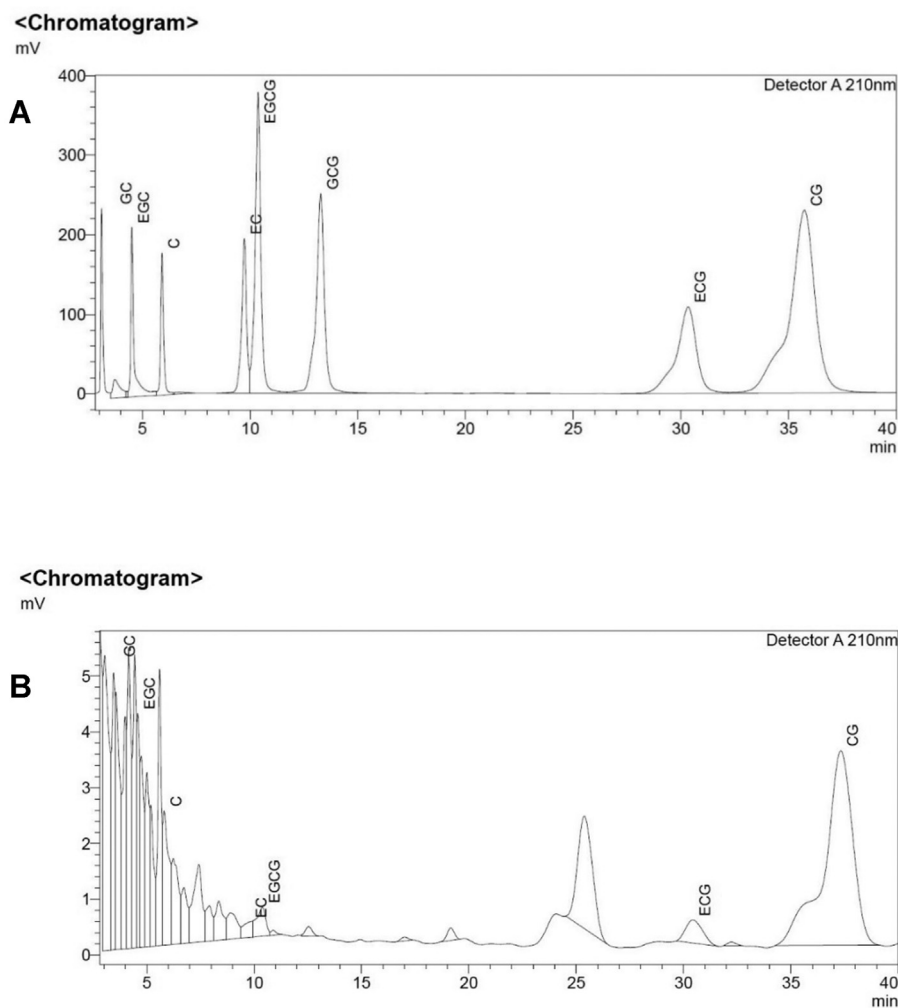 <Chromatogram>
mV
A
Detector A 210nm
400
300
200
100
0
GC
EGC
C
EC
EGCG
GCG
ECG
CG
5 10 15 20 25 30 35 40
min
<Chromatogram>
mV
B
Detector A 210nm
5
4
3
2
1
0
GC
EGC
C
EC
EGCG
ECG
CG
5 10 15 20 25 30 35 40
min